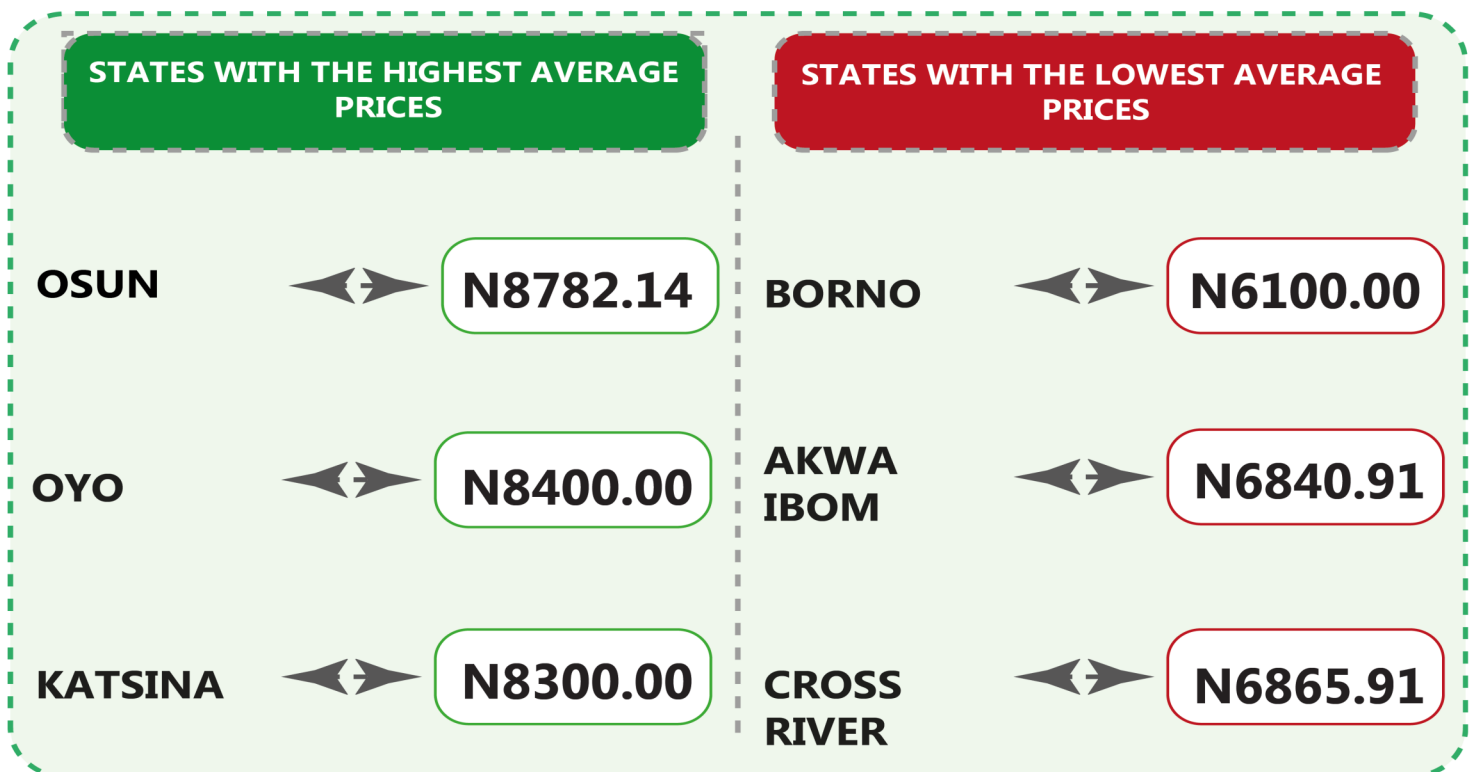 STATES WITH THE HIGHEST AVERAGE
PRICES
OSUN
N8782.14
OYO
N8400.00
KATSINA
N8300.00
STATES WITH THE LOWEST AVERAGE
PRICES
BORNO
N6100.00
AKWA
IBOM
N6840.91
CROSS
RIVER
N6865.91